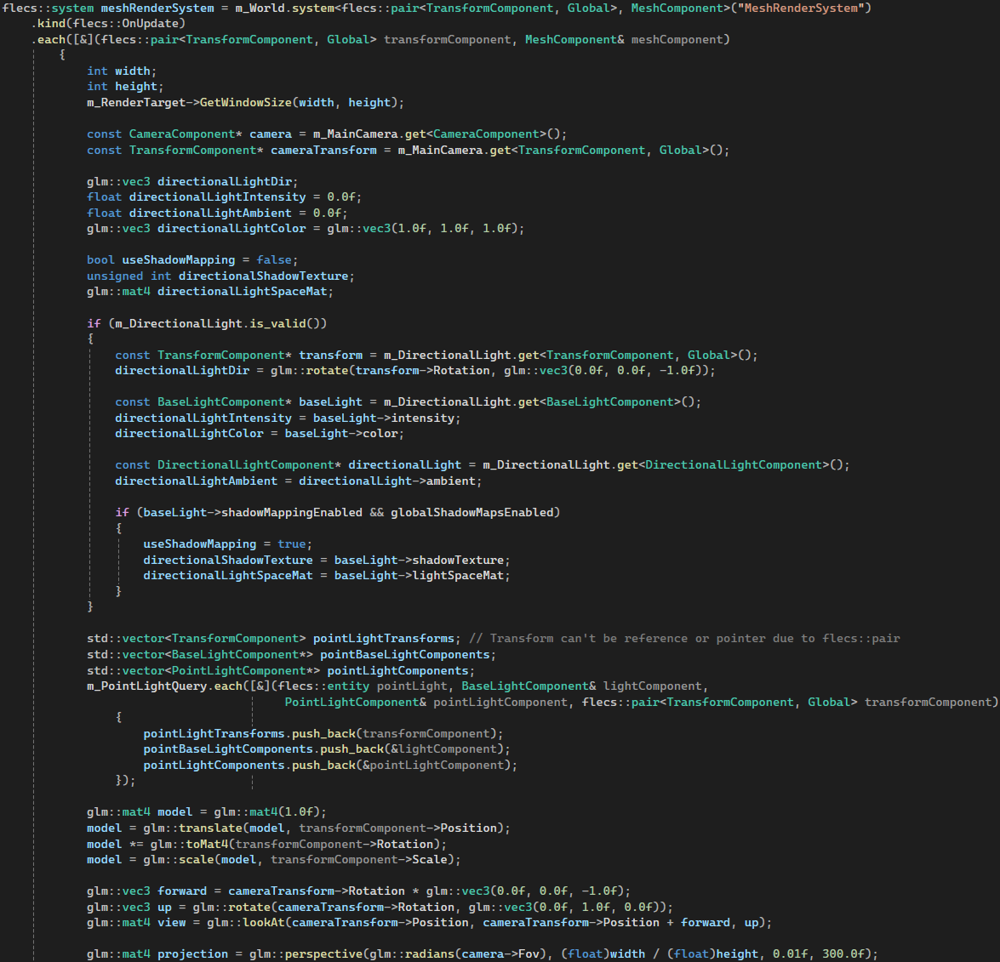 flecs::system meshRenderSystem = m_World.system<flecs::pair<TransformComponent, Global>, MeshComponent>("MeshRenderSystem")
    .kind(flecs::OnUpdate)
    .each([&](flecs::pair<TransformComponent, Global> transformComponent, MeshComponent& meshComponent)
        {
            int width;
            int height;
            m_RenderTarget->GetWindowSize(width, height);

            const CameraComponent* camera = m_MainCamera.get<CameraComponent>();
            const TransformComponent* cameraTransform = m_MainCamera.get<TransformComponent, Global>();

            glm::vec3 directionalLightDir;
            float directionalLightIntensity = 0.0f;
            float directionalLightAmbient = 0.0f;
            glm::vec3 directionalLightColor = glm::vec3(1.0f, 1.0f, 1.0f);

            bool useShadowMapping = false;
            unsigned int directionalShadowTexture;
            glm::mat4 directionalLightSpaceMat;

            if (m_DirectionalLight.is_valid())
            {
                const TransformComponent* transform = m_DirectionalLight.get<TransformComponent, Global>();
                directionalLightDir = glm::rotate(transform->Rotation, glm::vec3(0.0f, 0.0f, -1.0f));

                const BaseLightComponent* baseLight = m_DirectionalLight.get<BaseLightComponent>();
                directionalLightIntensity = baseLight->intensity;
                directionalLightColor = baseLight->color;

                const DirectionalLightComponent* directionalLight = m_DirectionalLight.get<DirectionalLightComponent>();
                directionalLightAmbient = directionalLight->ambient;

                if (baseLight->shadowMappingEnabled && globalShadowMapsEnabled)
                {
                    useShadowMapping = true;
                    directionalShadowTexture = baseLight->shadowTexture;
                    directionalLightSpaceMat = baseLight->lightSpaceMat;
                }
            }

            std::vector<TransformComponent> pointLightTransforms; // Transform can't be reference or pointer due to flecs::pair
            std::vector<BaseLightComponent*> pointBaseLightComponents;
            std::vector<PointLightComponent*> pointLightComponents;
            m_PointLightQuery.each([&](flecs::entity pointLight, BaseLightComponent& lightComponent,
                                        PointLightComponent& pointLightComponent, flecs::pair<TransformComponent, Global> transformComponent)
                {
                    pointLightTransforms.push_back(transformComponent);
                    pointBaseLightComponents.push_back(&lightComponent);
                    pointLightComponents.push_back(&pointLightComponent);
                });

            glm::mat4 model = glm::mat4(1.0f);
            model = glm::translate(model, transformComponent->Position);
            model *= glm::toMat4(transformComponent->Rotation);
            model = glm::scale(model, transformComponent->Scale);

            glm::vec3 forward = cameraTransform->Rotation * glm::vec3(0.0f, 0.0f, -1.0f);
            glm::vec3 up = glm::rotate(cameraTransform->Rotation, glm::vec3(0.0f, 1.0f, 0.0f));
            glm::mat4 view = glm::lookAt(cameraTransform->Position, cameraTransform->Position + forward, up);

            glm::mat4 projection = glm::perspective(glm::radians(camera->Fov), (float)width / (float)height, 0.01f, 300.0f);